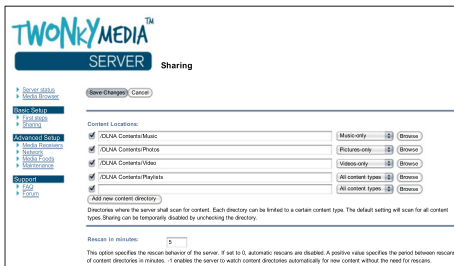 TWONKY MEDIA™
SERVER
Sharing
Server status
Media Browser
Save Changes Cancel
Basic Setup
First steps
Sharing
Content Locations:
/DLNA Contents/Music Music-only Browse
Advanced Setup
/DLNA Contents/Photos Pictures-only Browse
Media Receivers
Network
/DLNA Contents/Video Videos-only Browse
Media Feeds
Maintenance
/DLNA Contents/Playlists All content types Browse
Support
All content types Browse
FAQ
Add new content directory
Forum
Directories where the server shall scan for content. Each directory can be limited to a certain content type. The default setting will scan for all content
types.Sharing can be temporarily disabled by unchecking the directory.
Rescan in minutes: 5
This option specifies the rescan behavior of the server. If set to 0, automatic rescans are disabled. A positive value specifies the period between rescans
of content directories in minutes. -1 enables the server to watch content directories automatically for new content without the need for rescans.